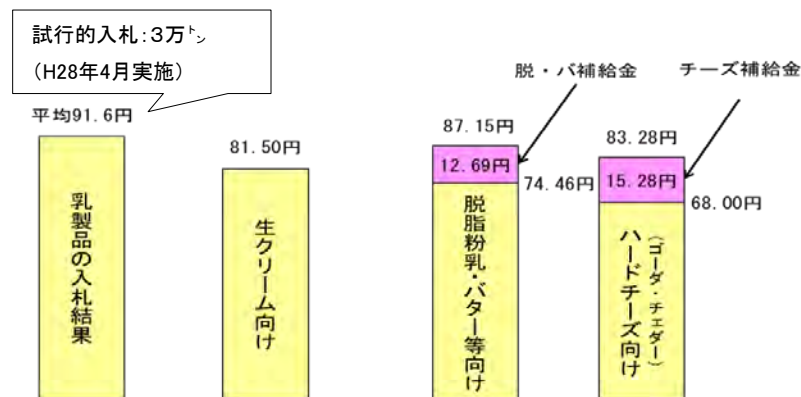 試行的入札:3万㌧
(H28年4月実施)
平均91.6円
乳製品の入札結果
81.50円
生クリーム向け
脱・バ補給金
87.15円
12.69円
74.46円
脱脂粉乳・バター等向け
チーズ補給金
83.28円
15.28円
68.00円
(ゴーダ・チェダー)
ハードチーズ向け